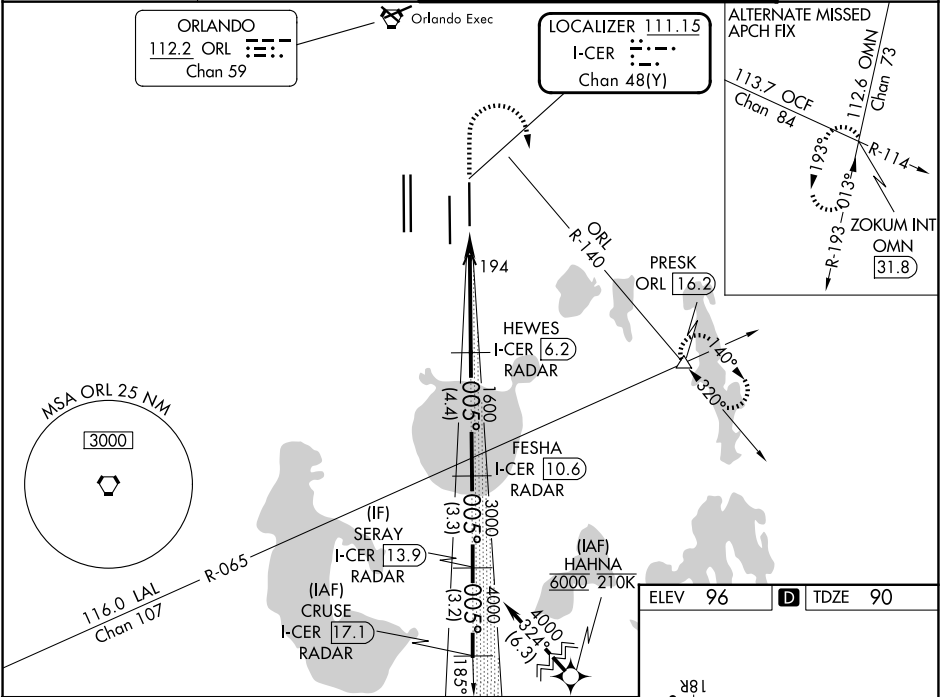 ORLANDO
112.2 ORL
Chan 59
Orlando Exec
LOCALIZER 111.15
I-CER
Chan 48(Y)
ALTERNATE MISSED
APCH FIX
113.7 OCF
Chan 84
112.6 OMN
Chan 73
193°
013°
R-193
R-114
ZOKUM INT
OMN
31.8
ORL
R-140
PRESK
ORL 16.2
140°
320°
194
HEWES
I-CER 6.2
RADAR
1600
005°
(4.4)
MSA ORL 25 NM
3000
FESHA
I-CER 10.6
RADAR
3000
005°
(3.3)
(IF)
SERAY
I-CER 13.9
RADAR
R-065
116.0 LAL
Chan 107
(IAF)
CRUSE
I-CER 17.1
RADAR
4000
005°
(3.2)
185°
(IAF)
HAHNA
6000 210K
4000
324°
(6.3)
ELEV 96
D
TDZE 90
18R